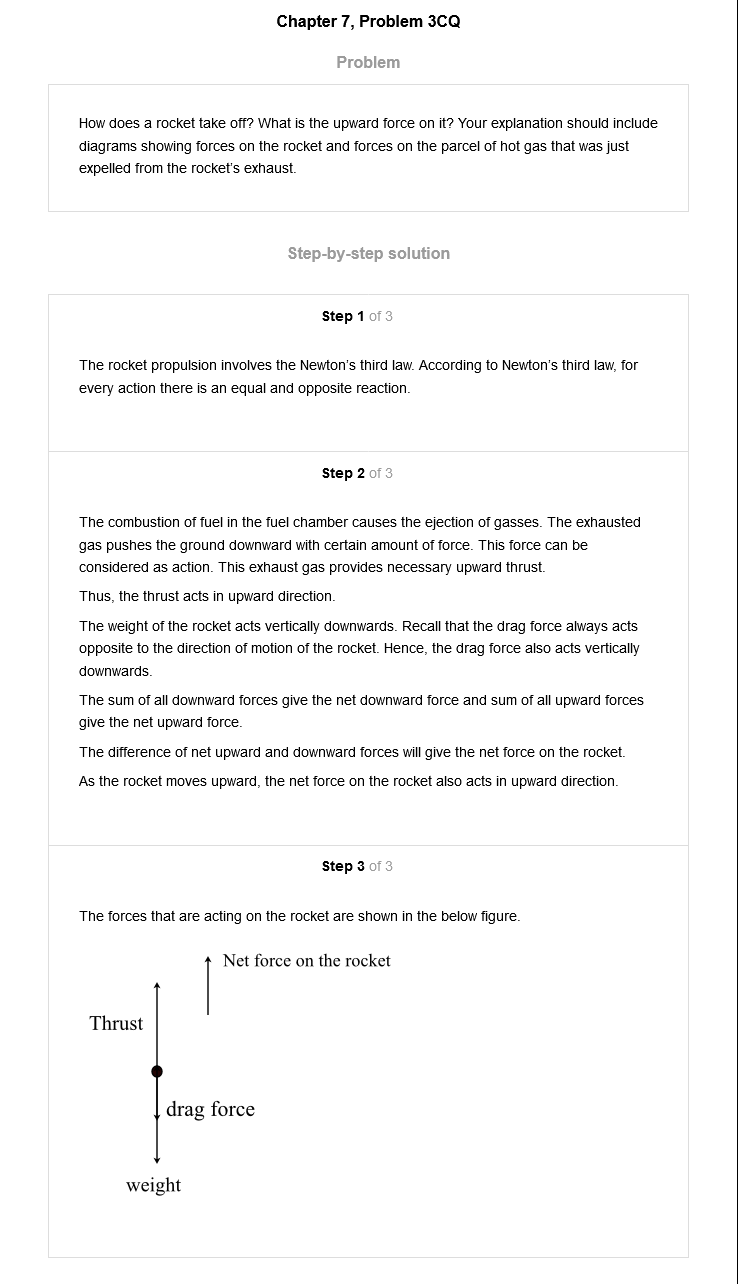 Chapter 7, Problem 3CQ
Problem
How does a rocket take off? What is the upward force on it? Your explanation should include
diagrams showing forces on the rocket and forces on the parcel of hot gas that was just
expelled from the rocket's exhaust.
Step-by-step solution
Step 1 of 3
The rocket propulsion involves the Newton's third law. According to Newton's third law, for
every action there is an equal and opposite reaction.
Step 2 of 3
The combustion of fuel in the fuel chamber causes the ejection of gasses. The exhausted
gas pushes the ground downward with certain amount of force. This force can be
considered as action. This exhaust gas provides necessary upward thrust.
Thus, the thrust acts in upward direction.
The weight of the rocket acts vertically downwards. Recall that the drag force always acts
opposite to the direction of motion of the rocket. Hence, the drag force also acts vertically
downwards.
The sum of all downward forces give the net downward force and sum of all upward forces
give the net upward force.
The difference of net upward and downward forces will give the net force on the rocket.
As the rocket moves upward, the net force on the rocket also acts in upward direction.
Step 3 of 3
The forces that are acting on the rocket are shown in the below figure.
Net force on the rocket
Thrust
drag force
weight